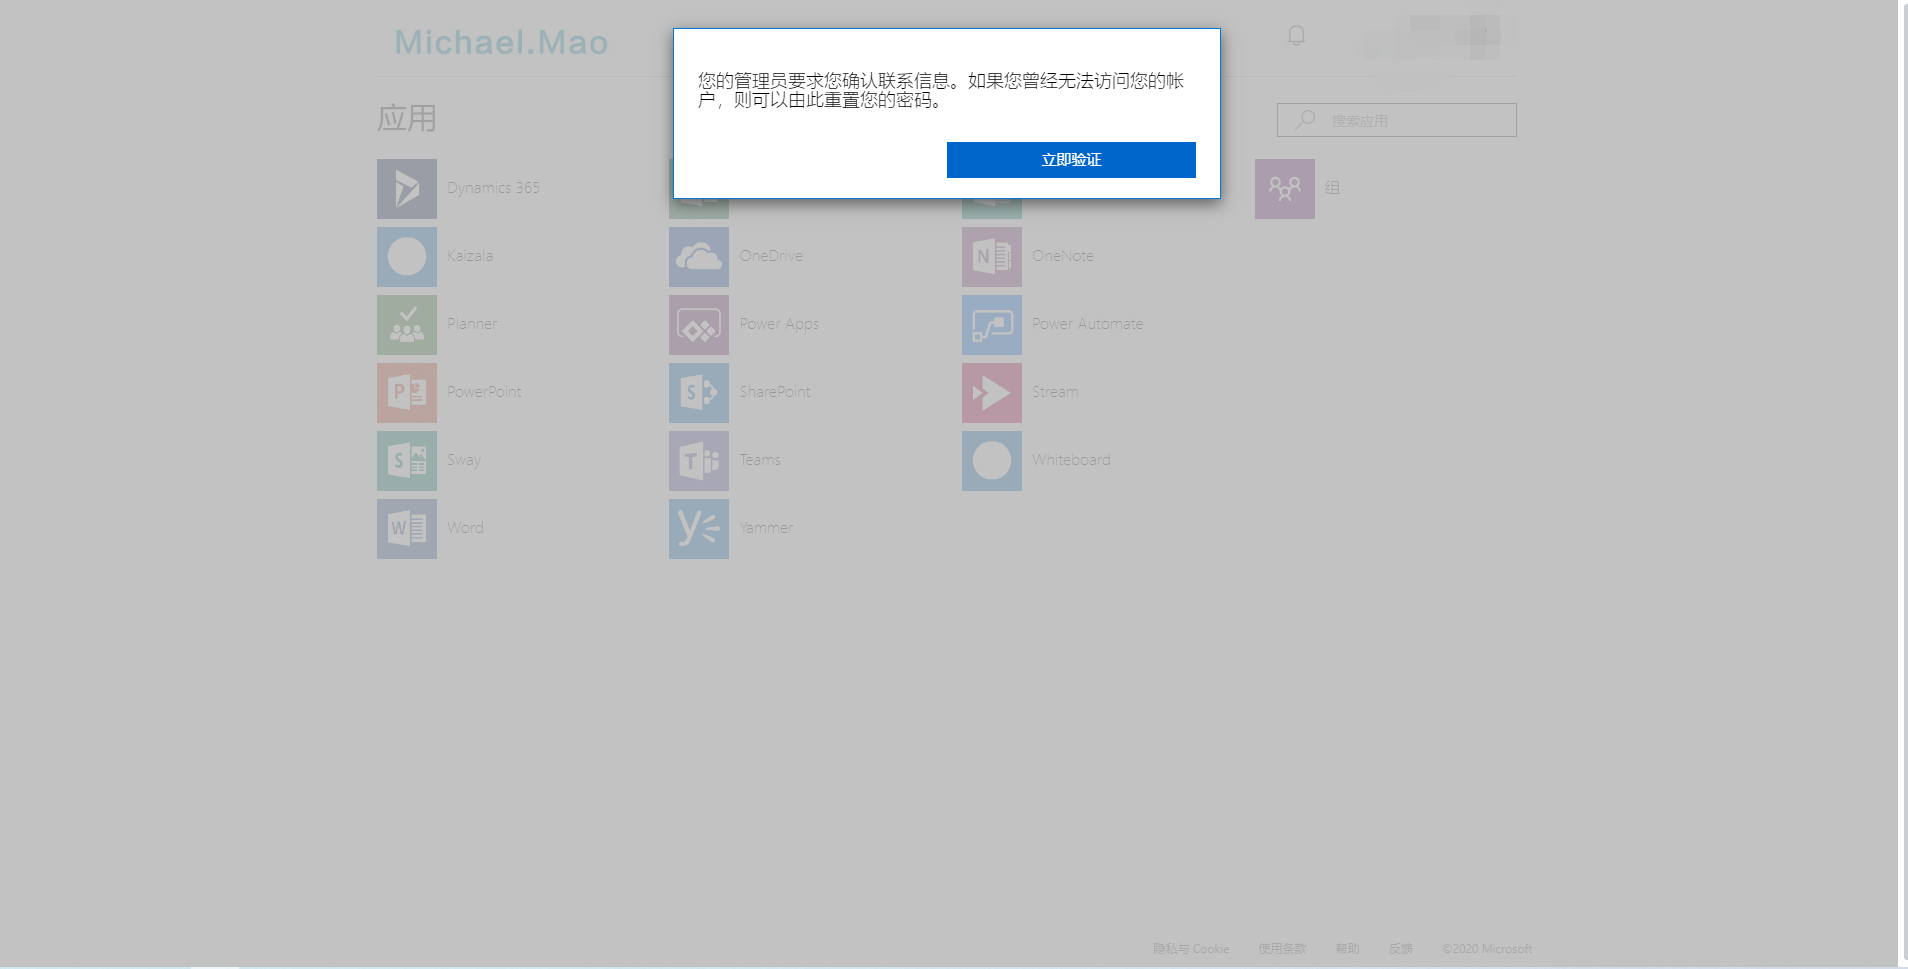 Michael.Mao
您的管理员要求您确认联系信息。如果您曾经无法访问您的帐
户，则可以由此重置您的密码。
立即验证
应用
搜索应用
Dynamics 365
组
Kaizala
OneDrive
OneNote
Planner
Power Apps
Power Automate
PowerPoint
SharePoint
Stream
Sway
Teams
Whiteboard
Word
Yammer
隐私与 Cookie
使用条款
帮助
反馈
©2020 Microsoft